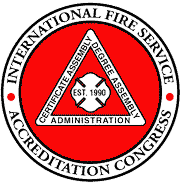 • INTERNATIONAL FIRE SERVICE •
ACCREDITATION CONGRESS
CERTIFICATE ASSEMBLY
DEGREE ASSEMBLY
EST. 1990
ADMINISTRATION